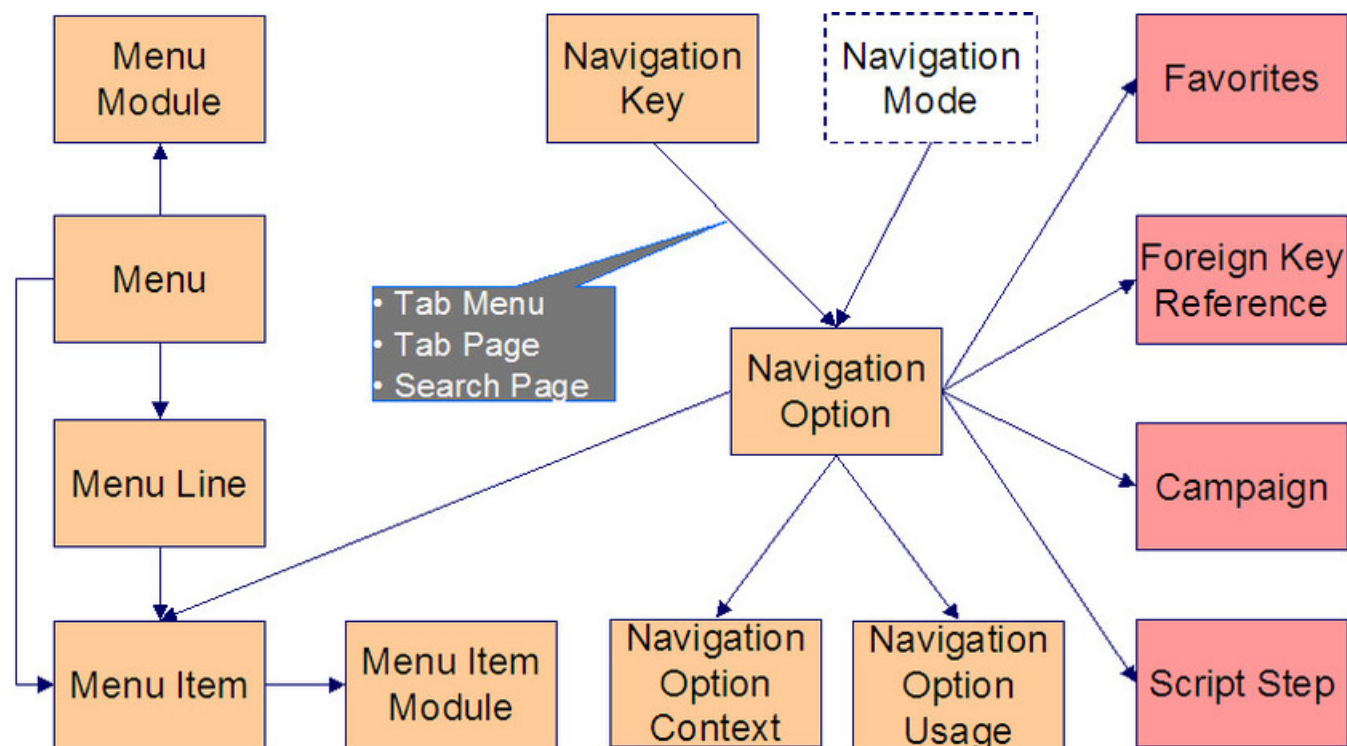 Menu
Module
Navigation
Key
Navigation
Mode
Favorites
Menu
Foreign Key
Reference
• Tab Menu
• Tab Page
• Search Page
Navigation
Option
Menu Line
Campaign
Menu Item
Menu Item
Module
Navigation
Option
Context
Navigation
Option
Usage
Script Step